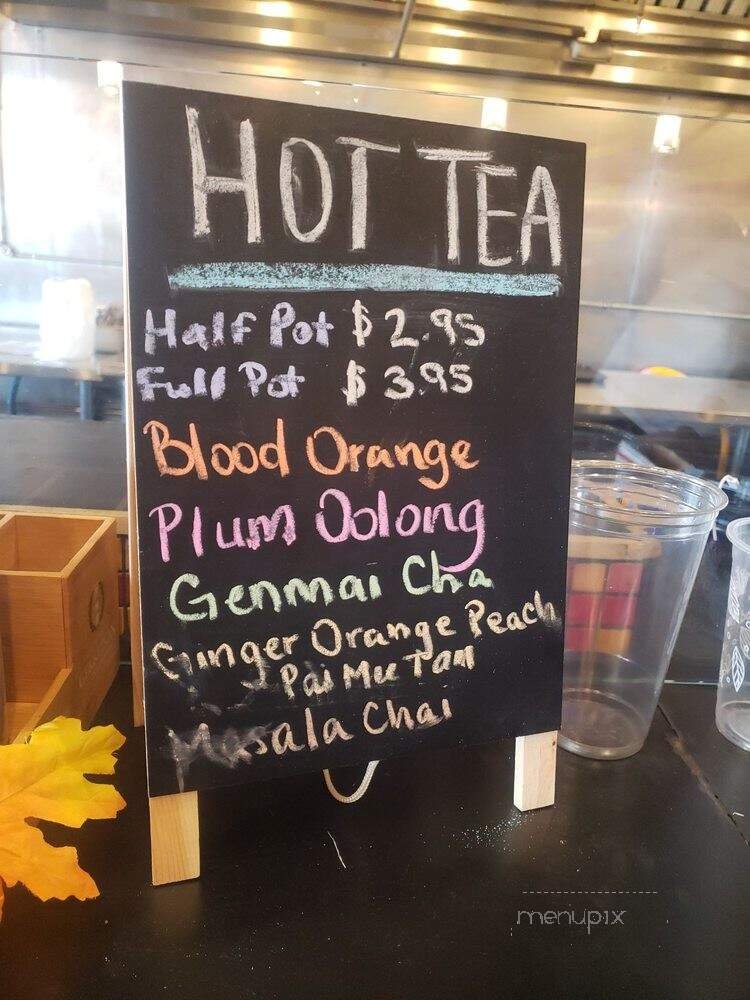 HOT TEA
Half Pot $2.95
Full Pot $3.95
Blood Orange
Plum Oolong
Genmai Cha
Ginger Orange Peach
Pai Mu Tan
Masala Chai
menupix